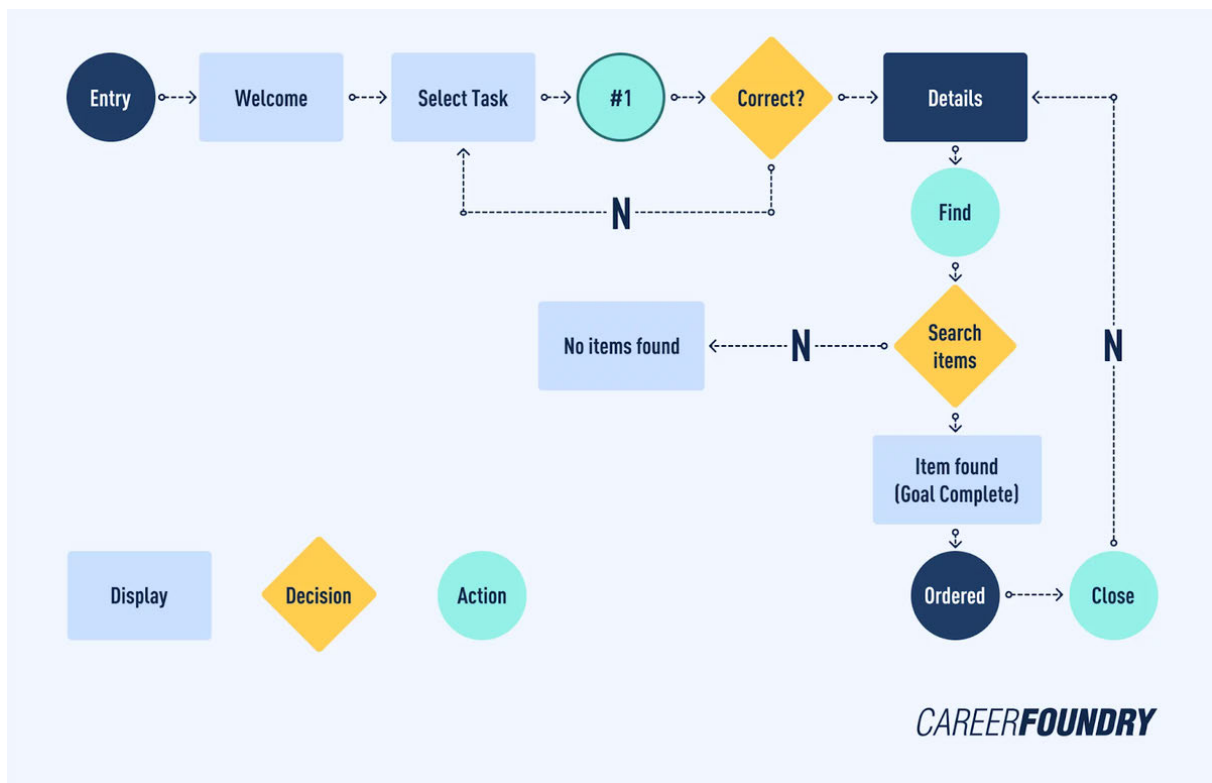 Entry
Welcome
Select Task
#1
Correct?
Details
N
Find
No items found
N
Search
items
N
Item found
(Goal Complete)
Display
Decision
Action
Ordered
Close
CAREERFOUNDRY